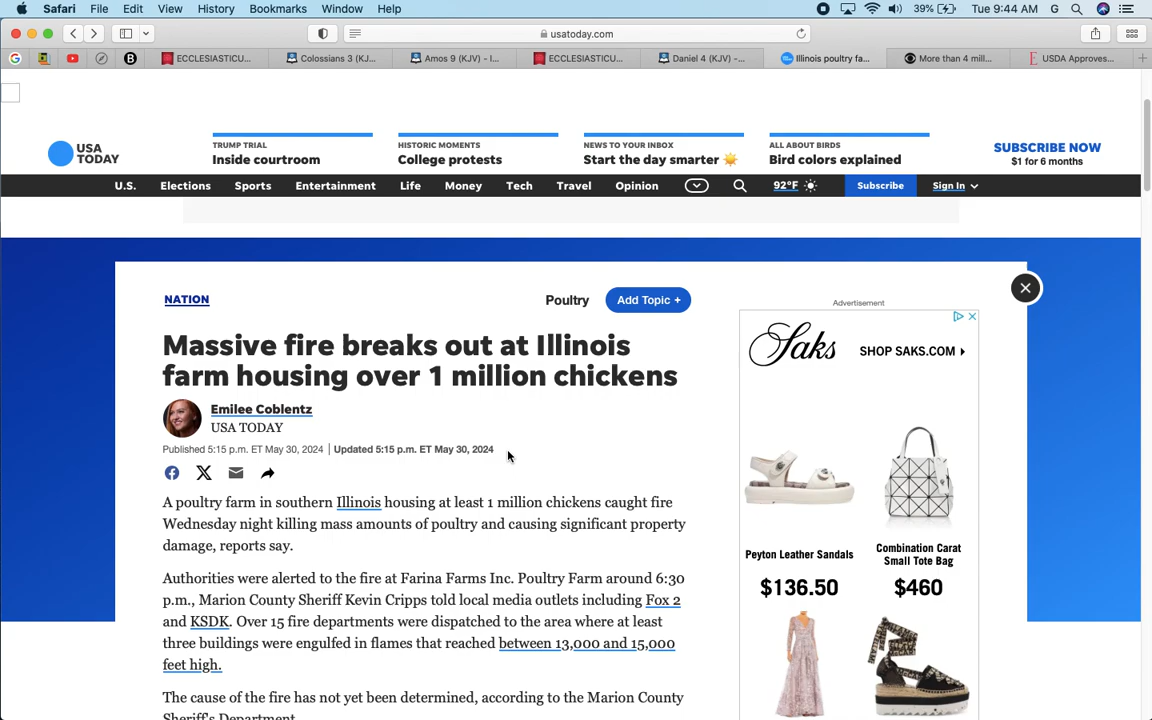 Safari File Edit View History Bookmarks Window Help 39% Tue 9:44 AM G
usatoday.com
G B ECCLESIASTICU... Colossians 3 (KJ... Amos 9 (KJV) - I... ECCLESIASTICU... Daniel 4 (KJV) -... Illinois poultry fa... More than 4 mill... E USDA Approves...
USA
TODAY
TRUMP TRIAL
Inside courtroom
HISTORIC MOMENTS
College protests
NEWS TO YOUR INBOX
Start the day smarter ☀️
ALL ABOUT BIRDS
Bird colors explained
SUBSCRIBE NOW
$1 for 6 months
U.S. Elections Sports Entertainment Life Money Tech Travel Opinion 92°F Subscribe Sign In
NATION
Poultry Add Topic +
Massive fire breaks out at Illinois
farm housing over 1 million chickens
Emilee Coblentz
USA TODAY
Published 5:15 p.m. ET May 30, 2024 | Updated 5:15 p.m. ET May 30, 2024
A poultry farm in southern Illinois housing at least 1 million chickens caught fire
Wednesday night killing mass amounts of poultry and causing significant property
damage, reports say.
Authorities were alerted to the fire at Farina Farms Inc. Poultry Farm around 6:30
p.m., Marion County Sheriff Kevin Cripps told local media outlets including Fox 2
and KSDK. Over 15 fire departments were dispatched to the area where at least
three buildings were engulfed in flames that reached between 13,000 and 15,000
feet high.
The cause of the fire has not yet been determined, according to the Marion County
Sheriff's Department.
Advertisement
Saks SHOP SAKS.COM
Peyton Leather Sandals
$136.50
Combination Carat
Small Tote Bag
$460